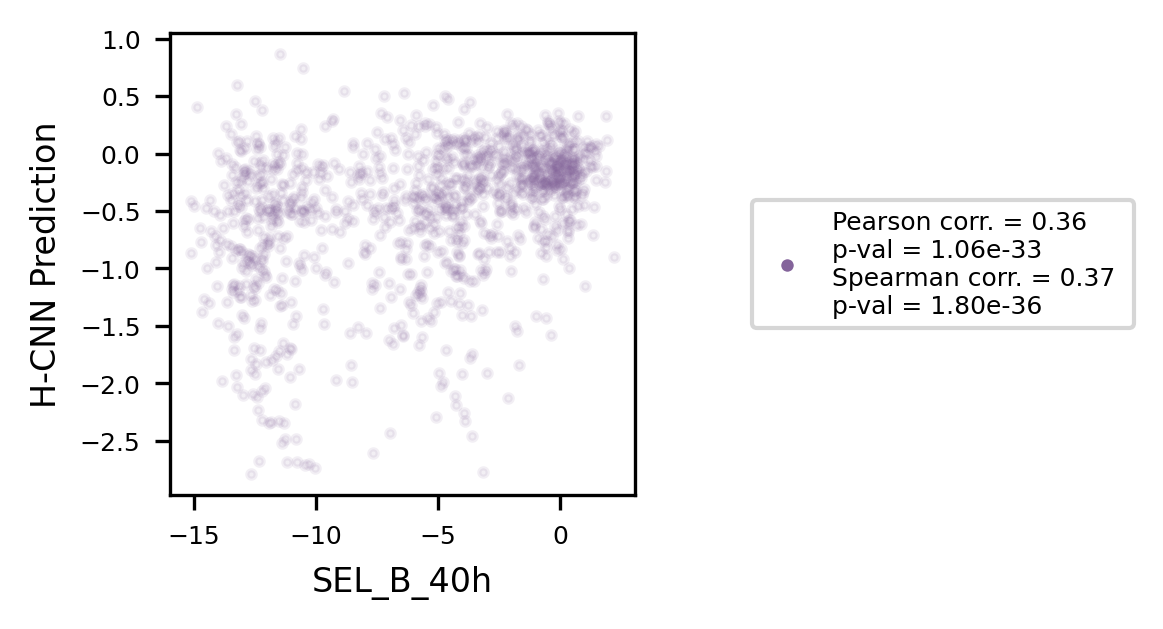 1.0
0.5
0.0
−0.5
−1.0
−1.5
−2.0
−2.5
H-CNN Prediction
−15
−10
−5
0
SEL_B_40h
Pearson corr. = 0.36
p-val = 1.06e-33
Spearman corr. = 0.37
p-val = 1.80e-36